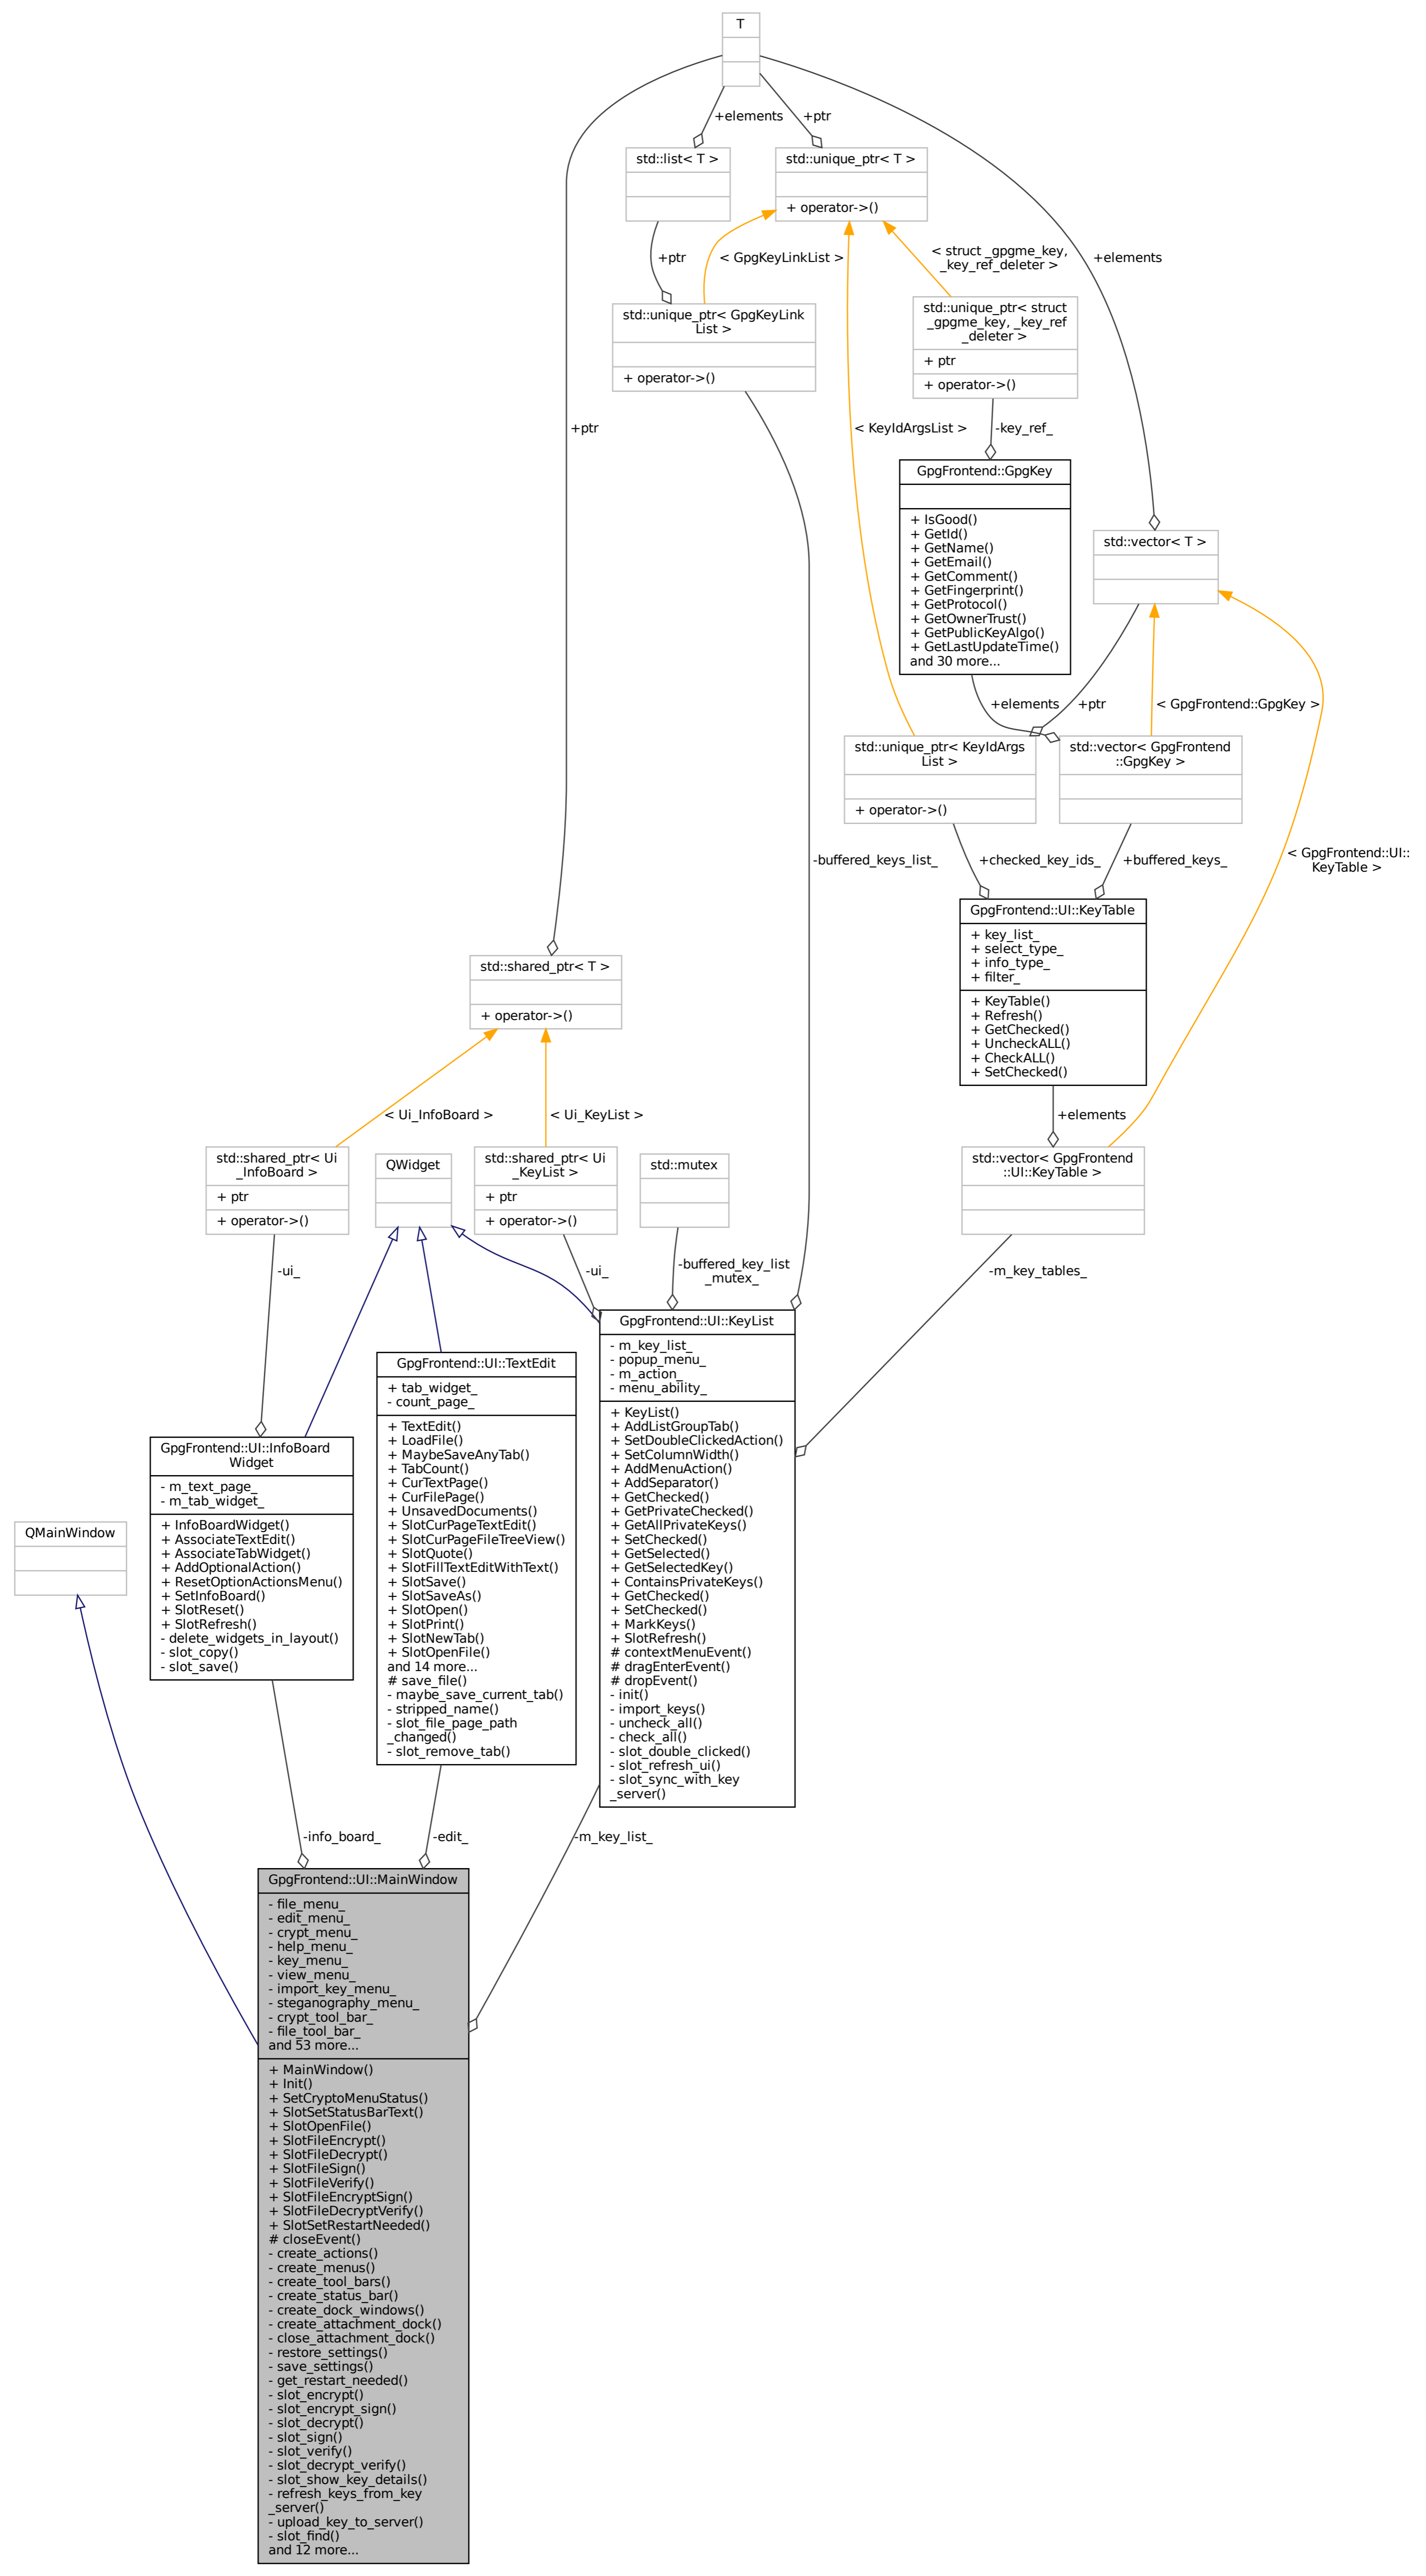 T
+elements
+ptr
std::list< T >
std::unique_ptr< T >
+ operator->()
+ptr
< GpgKeyLinkList >
< struct _gpgme_key,
_key_ref_deleter >
+elements
std::unique_ptr< GpgKeyLink
List >
+ operator->()
std::unique_ptr< struct
_gpgme_key, _key_ref
_deleter >
+ ptr
+ operator->()
+ptr
< KeyIdArgsList >
-key_ref_
GpgFrontend::GpgKey
+ IsGood()
+ GetId()
+ GetName()
+ GetEmail()
+ GetComment()
+ GetFingerprint()
+ GetProtocol()
+ GetOwnerTrust()
+ GetPublicKeyAlgo()
+ GetLastUpdateTime()
and 30 more...
std::vector< T >
+elements
+ptr
< GpgFrontend::GpgKey >
std::unique_ptr< KeyIdArgs
List >
+ operator->()
std::vector< GpgFrontend
::GpgKey >
-buffered_keys_list_
+checked_key_ids_
+buffered_keys_
< GpgFrontend::UI::
KeyTable >
GpgFrontend::UI::KeyTable
+ key_list_
+ select_type_
+ info_type_
+ filter_
+ KeyTable()
+ Refresh()
+ GetChecked()
+ UncheckALL()
+ CheckALL()
+ SetChecked()
std::shared_ptr< T >
+ operator->()
< Ui_InfoBoard >
< Ui_KeyList >
+elements
std::shared_ptr< Ui
_InfoBoard >
+ ptr
+ operator->()
QWidget
std::shared_ptr< Ui
_KeyList >
+ ptr
+ operator->()
std::mutex
std::vector< GpgFrontend
::UI::KeyTable >
-ui_
-ui_
-buffered_key_list
_mutex_
-m_key_tables_
GpgFrontend::UI::KeyList
- m_key_list_
- popup_menu_
- m_action_
- menu_ability_
+ KeyList()
+ AddListGroupTab()
+ SetDoubleClickedAction()
+ SetColumnWidth()
+ AddMenuAction()
+ AddSeparator()
+ GetChecked()
+ GetPrivateChecked()
+ GetAllPrivateKeys()
+ SetChecked()
+ GetSelected()
+ GetSelectedKey()
+ ContainsPrivateKeys()
+ GetChecked()
+ SetChecked()
+ MarkKeys()
+ SlotRefresh()
# contextMenuEvent()
# dragEnterEvent()
# dropEvent()
- init()
- import_keys()
- uncheck_all()
- check_all()
- slot_double_clicked()
- slot_refresh_ui()
- slot_sync_with_key
_server()
GpgFrontend::UI::TextEdit
+ tab_widget_
- count_page_
+ TextEdit()
+ LoadFile()
+ MaybeSaveAnyTab()
+ TabCount()
+ CurTextPage()
+ CurFilePage()
+ UnsavedDocuments()
+ SlotCurPageTextEdit()
+ SlotCurPageFileTreeView()
+ SlotQuote()
+ SlotFillTextEditWithText()
+ SlotSave()
+ SlotSaveAs()
+ SlotOpen()
+ SlotPrint()
+ SlotNewTab()
+ SlotOpenFile()
and 14 more...
# save_file()
- maybe_save_current_tab()
- stripped_name()
- slot_file_page_path
_changed()
- slot_remove_tab()
GpgFrontend::UI::InfoBoard
Widget
- m_text_page_
- m_tab_widget_
+ InfoBoardWidget()
+ AssociateTextEdit()
+ AssociateTabWidget()
+ AddOptionalAction()
+ ResetOptionActionsMenu()
+ SetInfoBoard()
+ SlotReset()
+ SlotRefresh()
- delete_widgets_in_layout()
- slot_copy()
- slot_save()
QMainWindow
-info_board_
-edit_
-m_key_list_
GpgFrontend::UI::MainWindow
- file_menu_
- edit_menu_
- crypt_menu_
- help_menu_
- key_menu_
- view_menu_
- import_key_menu_
- steganography_menu_
- crypt_tool_bar_
- file_tool_bar_
and 53 more...
+ MainWindow()
+ Init()
+ SetCryptoMenuStatus()
+ SlotSetStatusBarText()
+ SlotOpenFile()
+ SlotFileEncrypt()
+ SlotFileDecrypt()
+ SlotFileSign()
+ SlotFileVerify()
+ SlotFileEncryptSign()
+ SlotFileDecryptVerify()
+ SlotSetRestartNeeded()
# closeEvent()
- create_actions()
- create_menus()
- create_tool_bars()
- create_status_bar()
- create_dock_windows()
- create_attachment_dock()
- close_attachment_dock()
- restore_settings()
- save_settings()
- get_restart_needed()
- slot_encrypt()
- slot_encrypt_sign()
- slot_decrypt()
- slot_sign()
- slot_verify()
- slot_decrypt_verify()
- slot_show_key_details()
- refresh_keys_from_key
_server()
- upload_key_to_server()
- slot_find()
and 12 more...